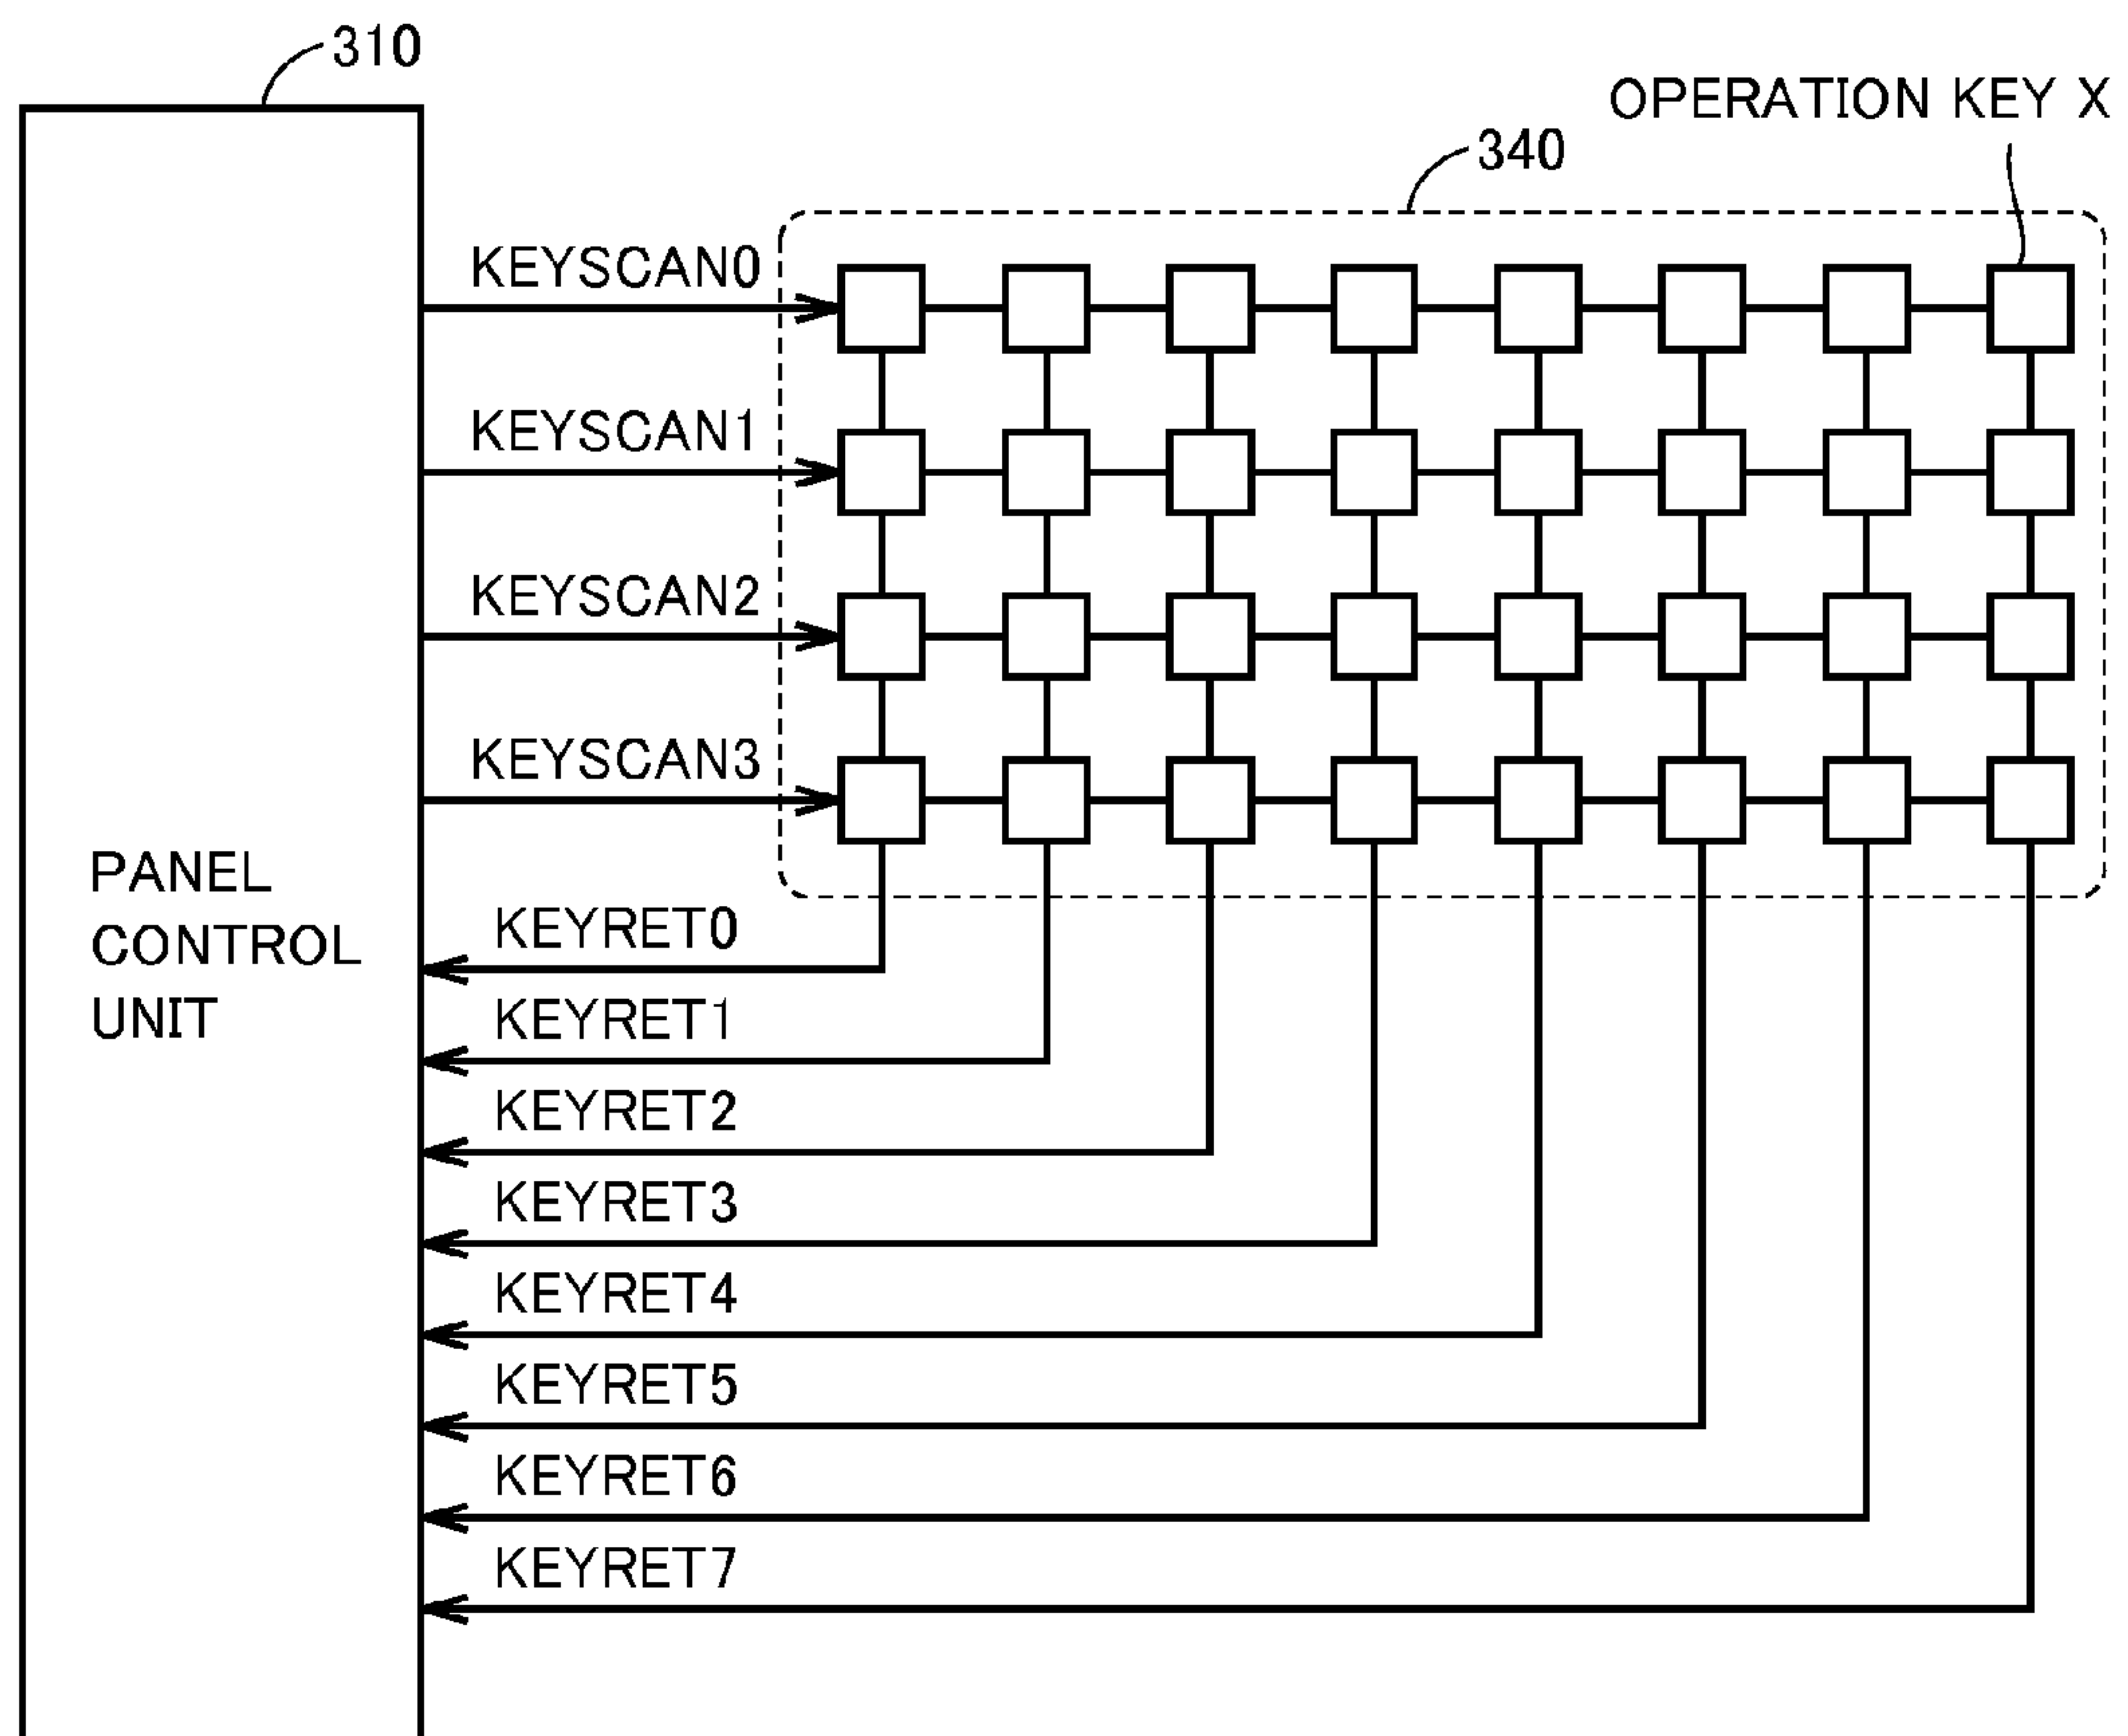 310
OPERATION KEY X
340
KEYSCAN0
KEYSCAN1
KEYSCAN2
KEYSCAN3
PANEL
CONTROL
UNIT
KEYRET0
KEYRET1
KEYRET2
KEYRET3
KEYRET4
KEYRET5
KEYRET6
KEYRET7